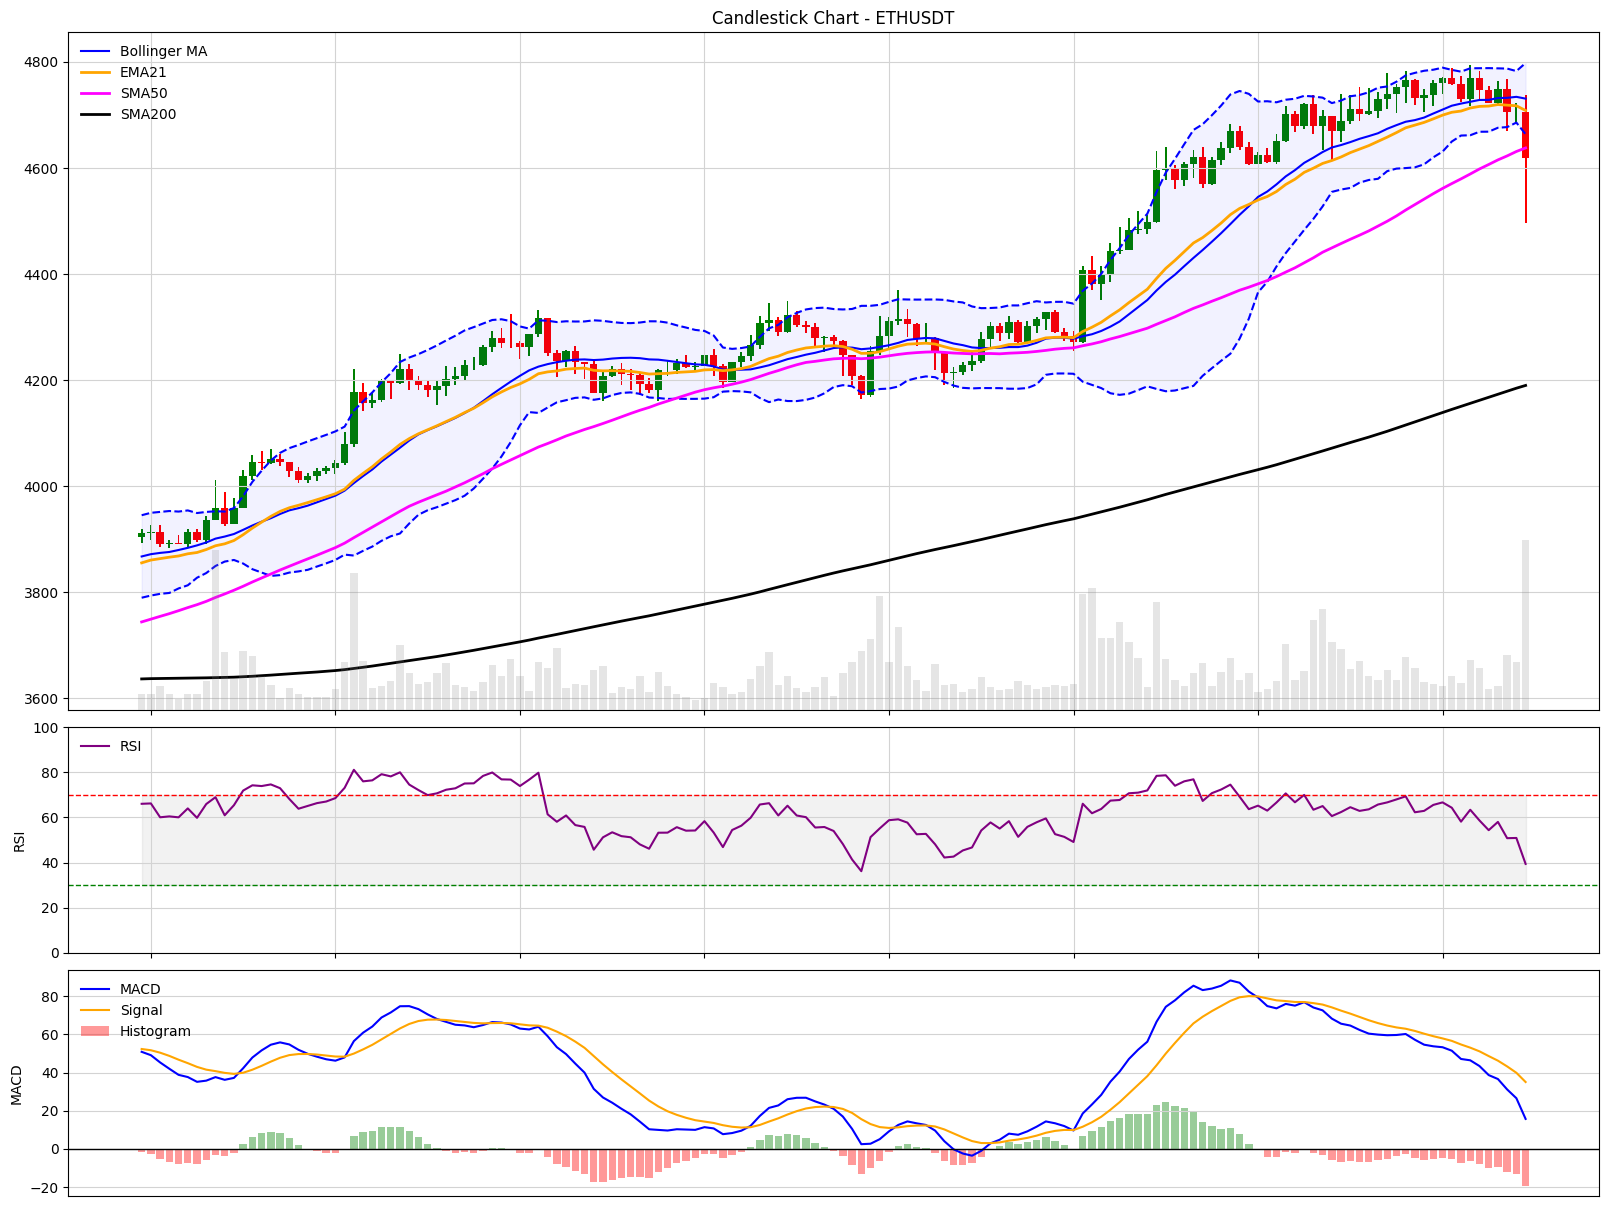 Candlestick Chart - ETHUSDT
Bollinger MA
EMA21
SMA50
SMA200
4800
4600
4400
4200
4000
3800
3600
RSI
100
80
60
40
20
0
RSI
MACD
Signal
Histogram
80
60
40
20
0
−20
MACD